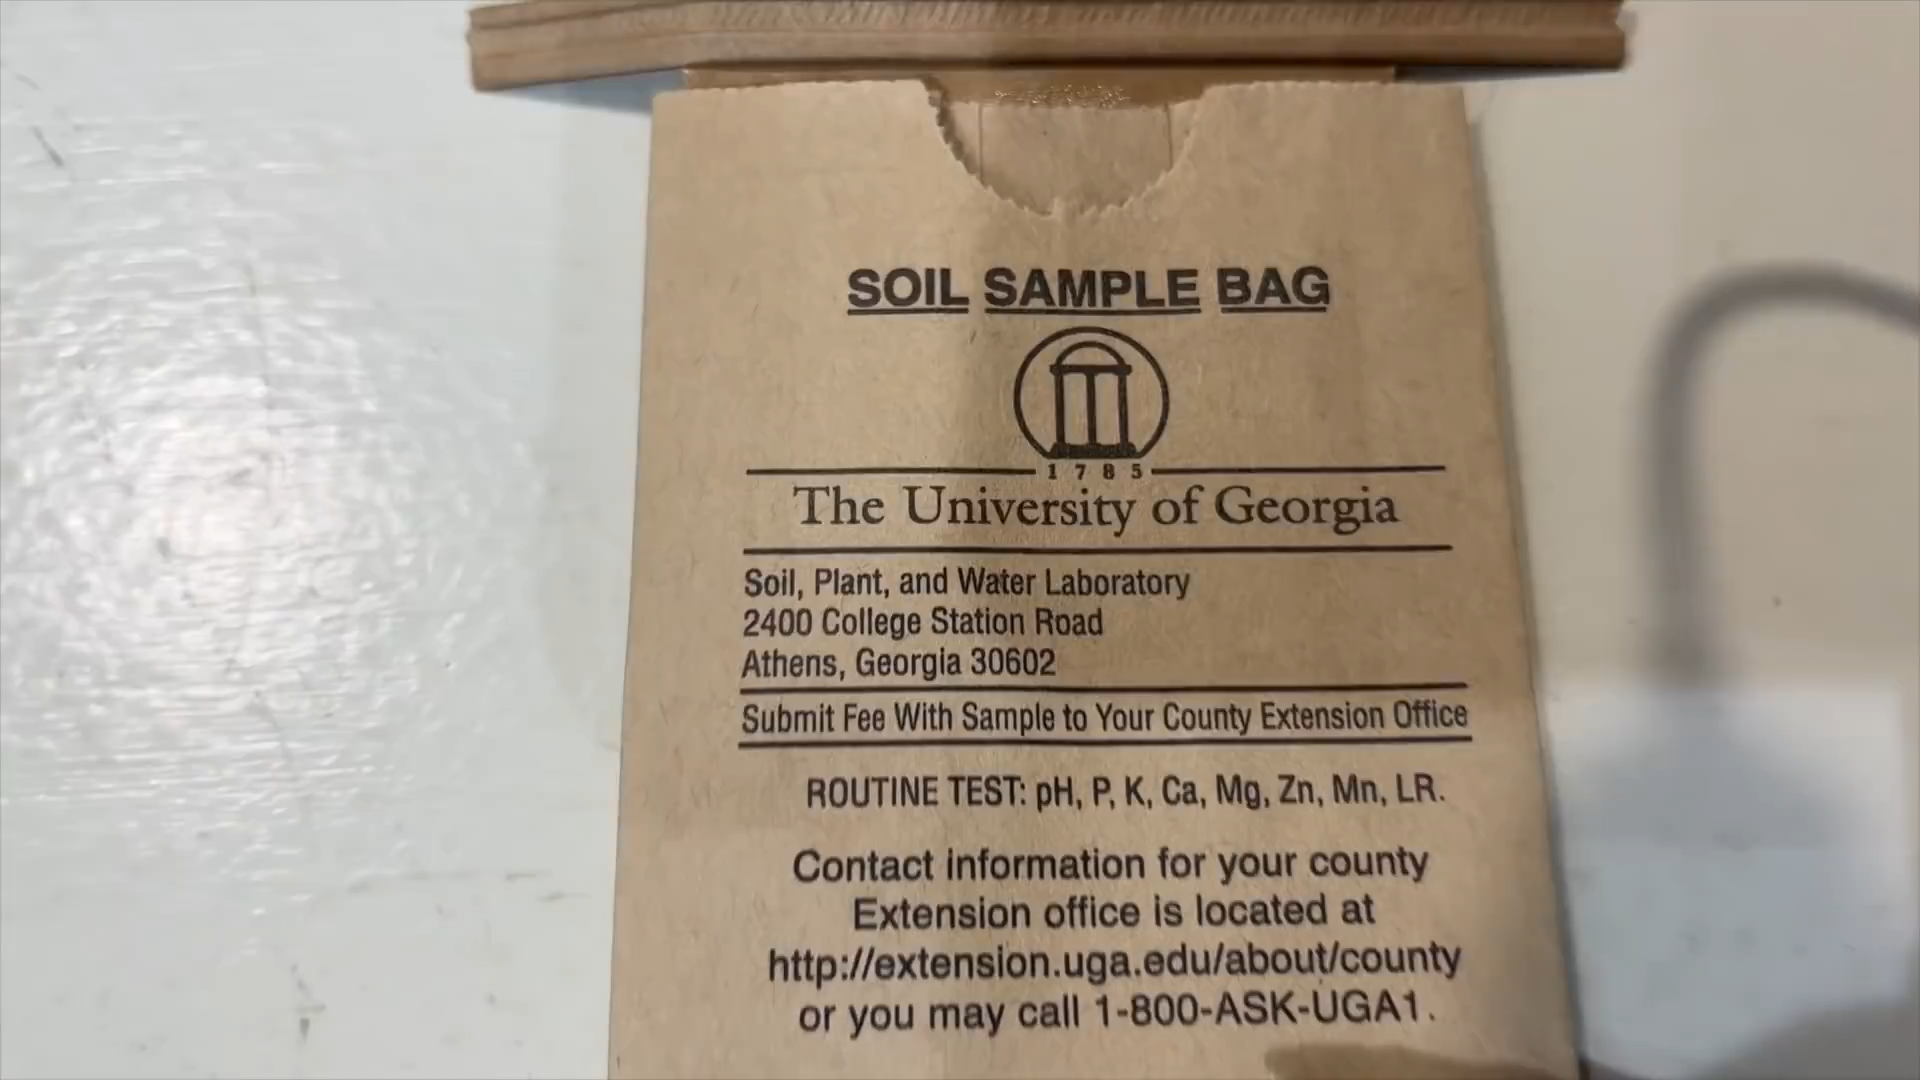 SOIL SAMPLE BAG
1785
The University of Georgia
Soil, Plant, and Water Laboratory
2400 College Station Road
Athens, Georgia 30602
Submit Fee With Sample to Your County Extension Office
ROUTINE TEST: pH, P, K, Ca, Mg, Zn, Mn, LR.
Contact information for your county
Extension office is located at
http://extension.uga.edu/about/county
or you may call 1-800-ASK-UGA1.